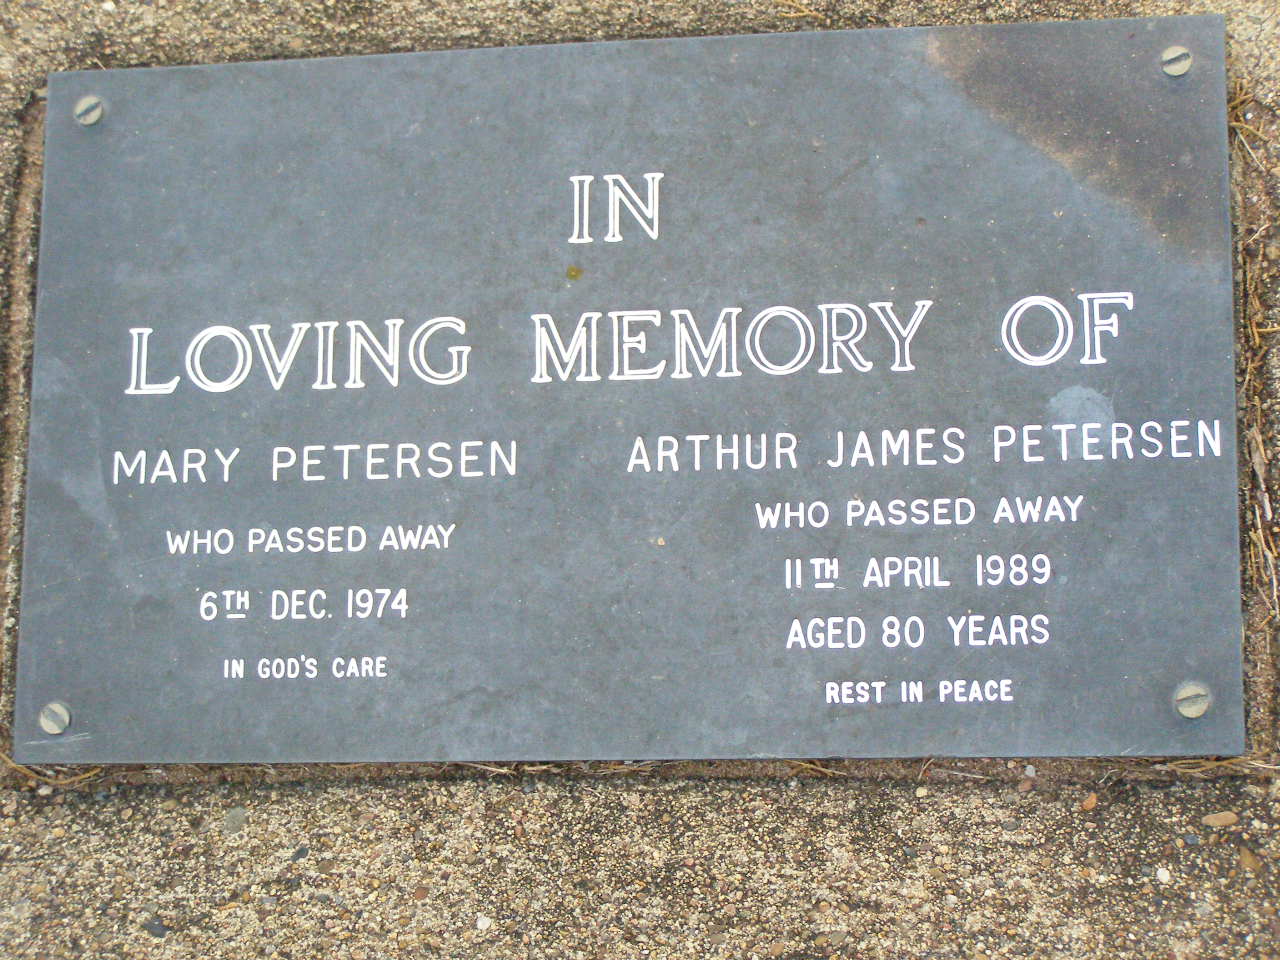 IN
LOVING MEMORY OF
MARY PETERSEN
WHO PASSED AWAY
6TH DEC. 1974
IN GOD'S CARE
ARTHUR JAMES PETERSEN
WHO PASSED AWAY
11TH APRIL 1989
AGED 80 YEARS
REST IN PEACE